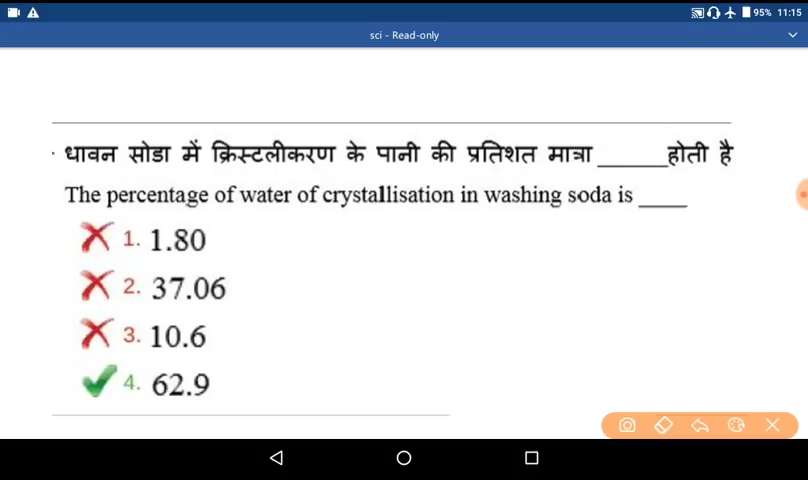 95% 11:15
sci - Read-only
धावन सोडा में क्रिस्टलीकरण के पानी की प्रतिशत मात्रा ______होती है
The percentage of water of crystallisation in washing soda is ____
1. 1.80
2. 37.06
3. 10.6
4. 62.9